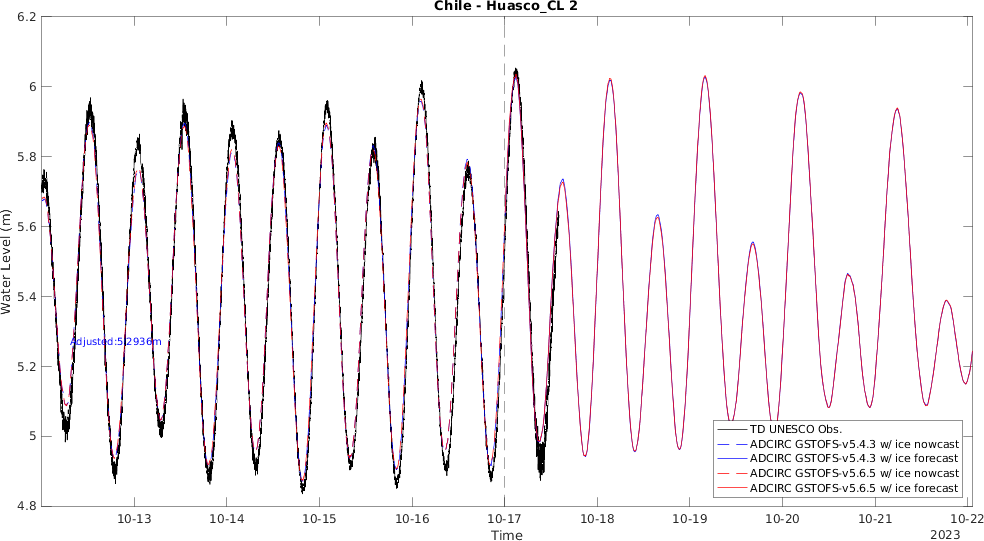 Chile - Huasco_CL 2
6.2
6
5.8
5.6
5.4
5.2
5
4.8
Water Level (m)
Adjusted:5.2936m
TD UNESCO Obs.
ADCIRC GSTOFS-v5.4.3 w/ ice nowcast
ADCIRC GSTOFS-v5.4.3 w/ ice forecast
ADCIRC GSTOFS-v5.6.5 w/ ice nowcast
ADCIRC GSTOFS-v5.6.5 w/ ice forecast
10-13 10-14 10-15 10-16 10-17 10-18 10-19 10-20 10-21 10-22
Time
2023